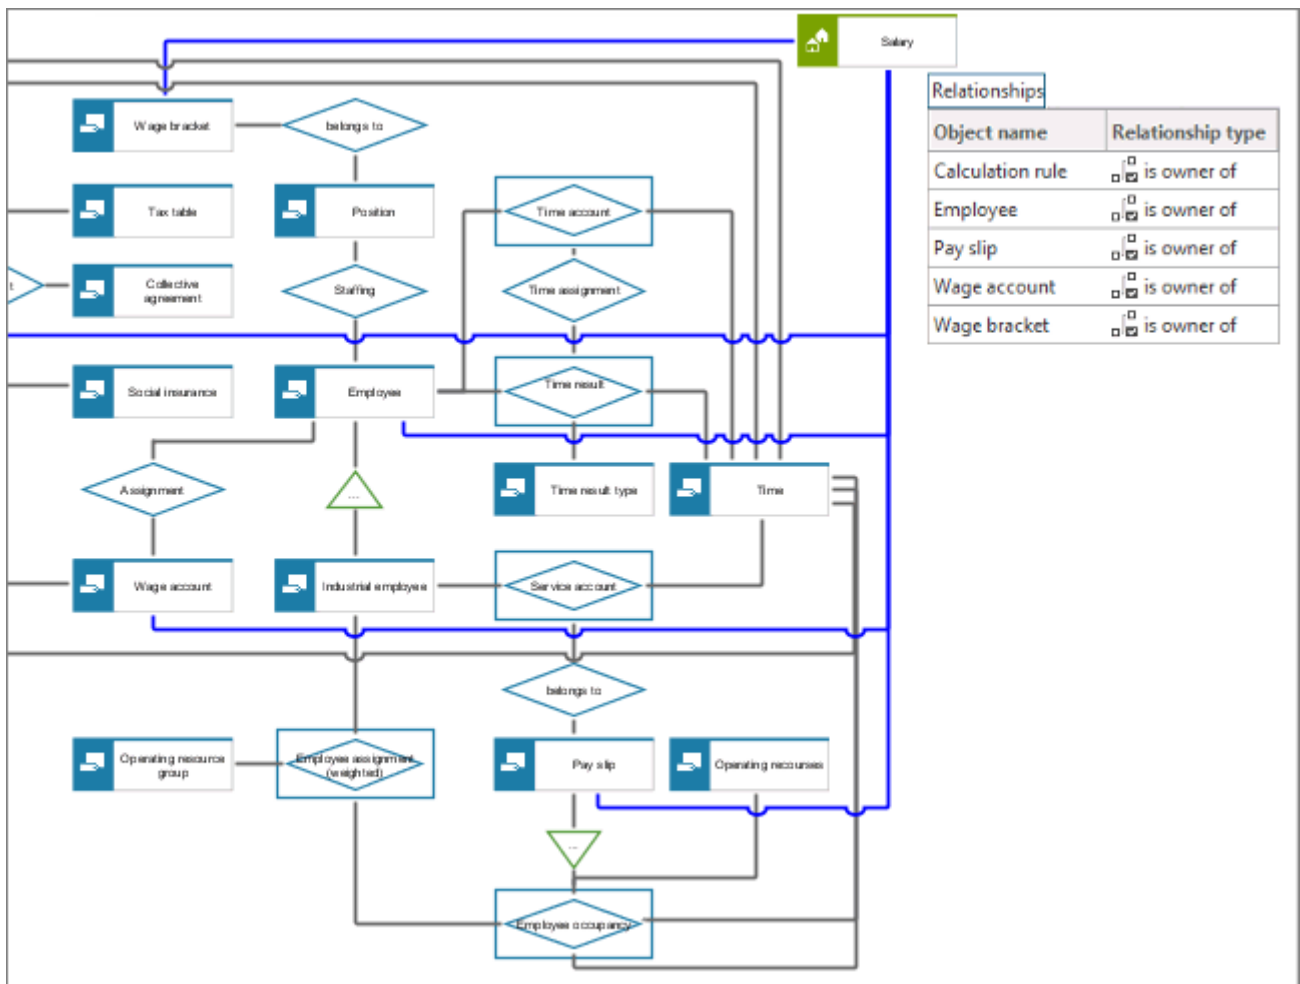 Salary
Relationships
Object name Relationship type
Calculation rule is owner of
Employee is owner of
Pay slip is owner of
Wage account is owner of
Wage bracket is owner of
Wage bracket
belongs to
Tax table
Position
Time account
t
Collective
agreement
Staffing
Time assignment
Social insurance
Employee
Time result
Assignment
...
Time result type
Time
Wage account
Industrial employee
Service account
belongs to
Operating resource
group
Employee assignment
(weighted)
Pay slip
Operating recourses
...
Employee occupancy